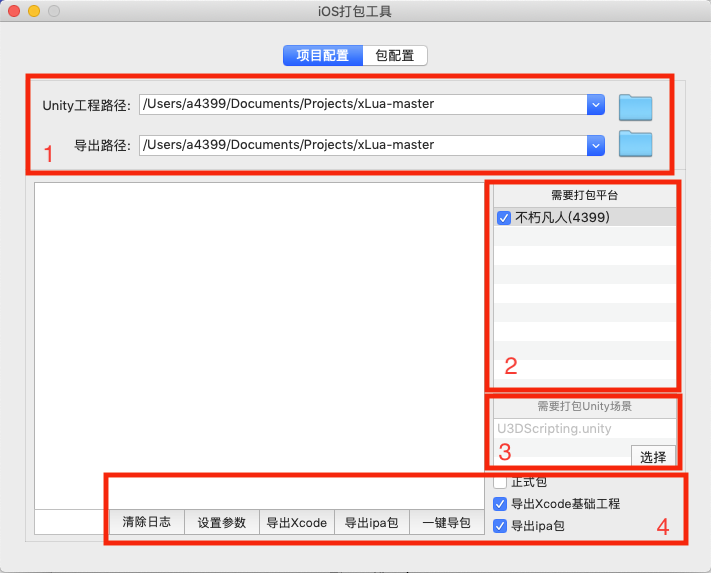 iOS打包工具
项目配置 包配置
Unity工程路径: /Users/a4399/Documents/Projects/xLua-master
导出路径: /Users/a4399/Documents/Projects/xLua-master
1
需要打包平台
不朽凡人(4399)
2
需要打包Unity场景
U3DScripting.unity
3
选择
正式包
导出Xcode基础工程
导出ipa包
4
清除日志 设置参数 导出Xcode 导出ipa包 一键导包